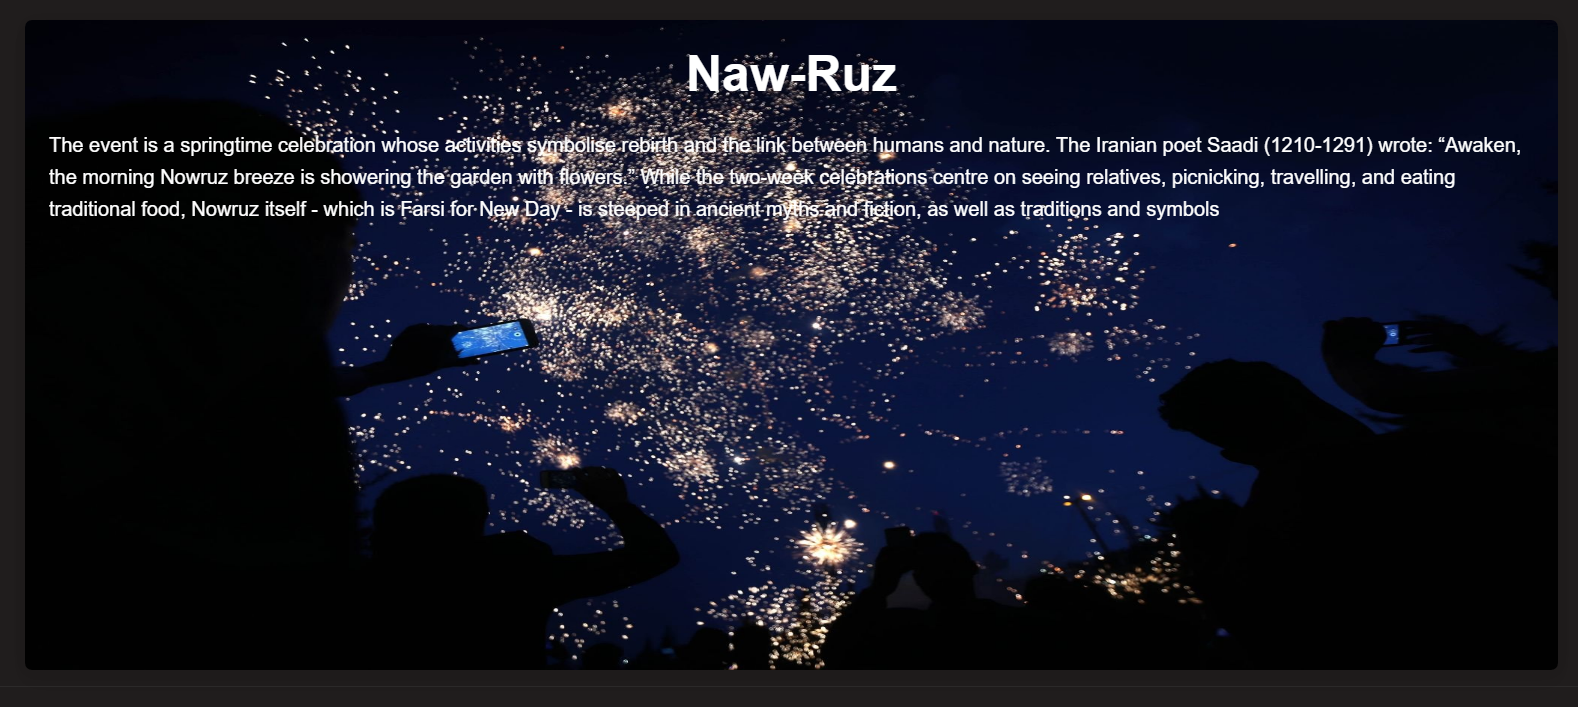 Naw-Ruz
The event is a springtime celebration whose activities symbolise rebirth and the link between humans and nature. The Iranian poet Saadi (1210-1291) wrote: “Awaken,
the morning Nowruz breeze is showering the garden with flowers.” While the two-week celebrations centre on seeing relatives, picnicking, travelling, and eating
traditional food, Nowruz itself - which is Farsi for New Day - is steeped in ancient myths and fiction, as well as traditions and symbols